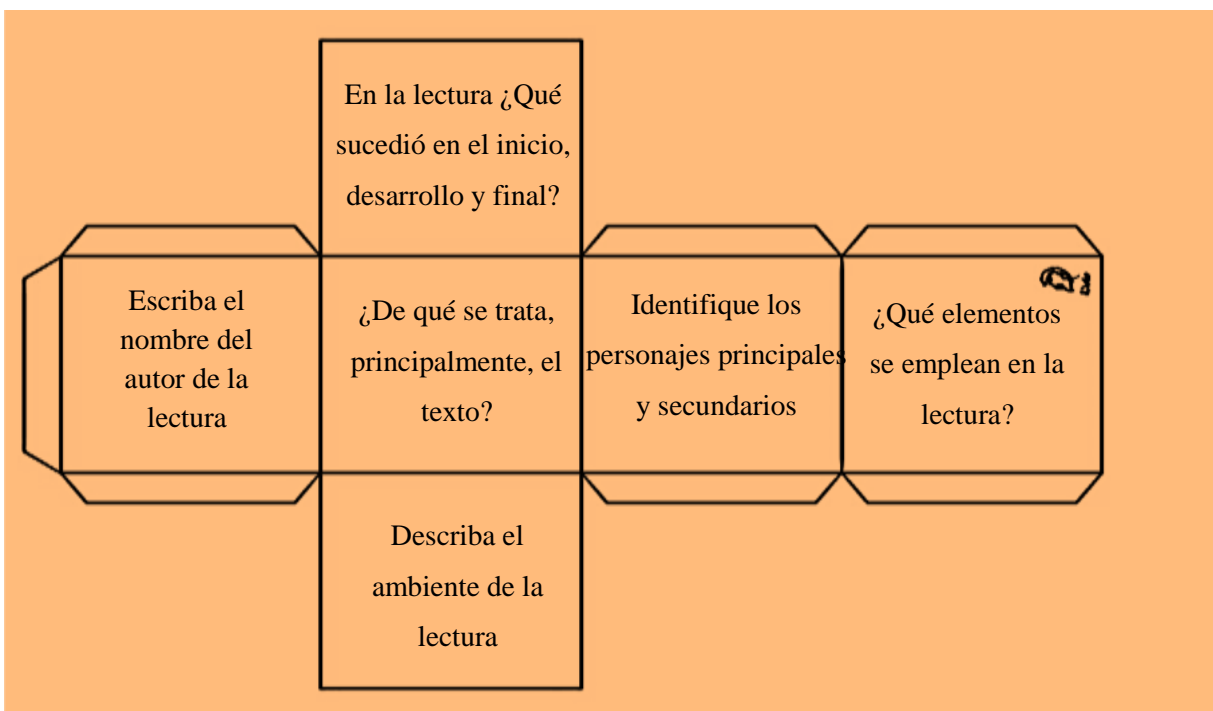 En la lectura ¿Qué
sucedió en el inicio,
desarrollo y final?
Escriba el
nombre del
autor de la
lectura
¿De qué se trata,
principalmente, el
texto?
Identifique los
personajes principales
y secundarios
¿Qué elementos
se emplean en la
lectura?
Describa el
ambiente de la
lectura